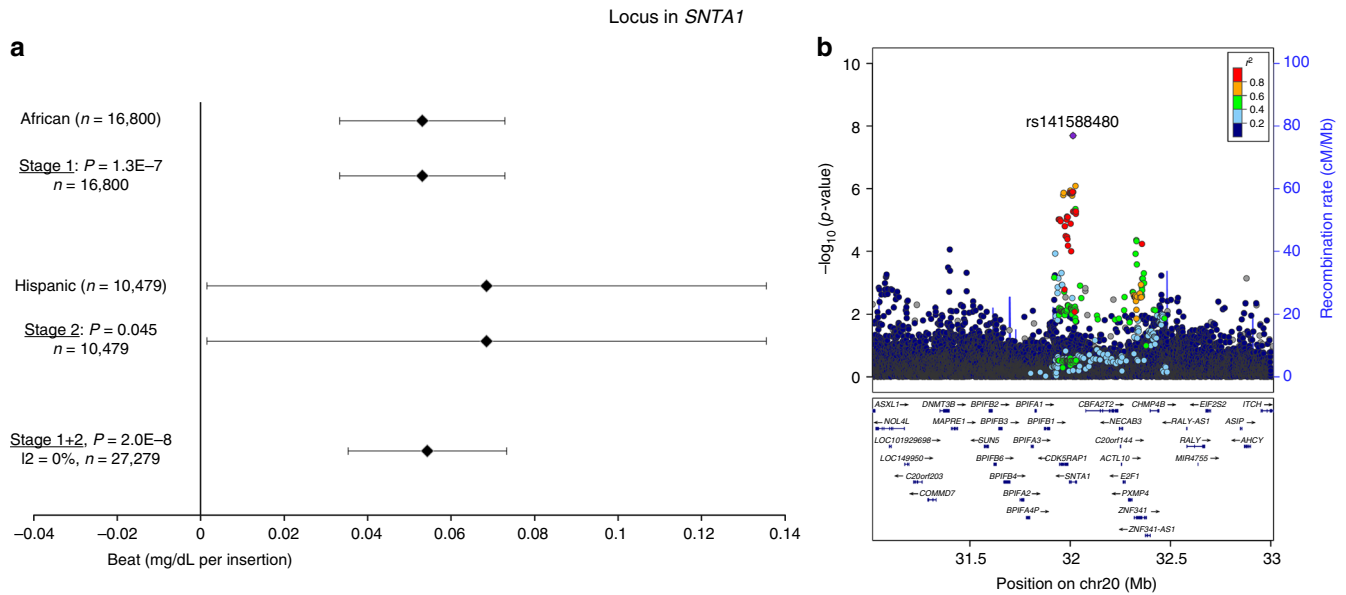 Locus in SNTA1
a
African (n = 16,800)
Stage 1: P = 1.3E–7
n = 16,800
Hispanic (n = 10,479)
Stage 2: P = 0.045
n = 10,479
Stage 1+2, P = 2.0E–8
I2 = 0%, n = 27,279
–0.04 –0.02 0 0.02 0.04 0.06 0.08 0.1 0.12 0.14
Beat (mg/dL per insertion)
b
10
8
6
4
2
0
–log10 (p-value)
rs141588480
r2
0.8
0.6
0.4
0.2
100
80
60
40
20
0
Recombination rate (cM/Mb)
ASXL1→ DNMT3B→ BPIFB2→ BPIFA1→ CBFA2T2→ CHMP4B→ ←EIF2S2 ITCH→
←NOL4L MAPRE1→ BPIFB3→ BPIFB1→ ←NECAB3 ←RALY-AS1 ASIP→
LOC101929698→ ←SUN5 BPIFA3→ C20orf144→ RALY→ ←AHCY
LOC149950→ BPIFB6→ ←CDK5RAP1 ACTL10→ MIR4755→
←C20orf203 BPIFB4→ ←SNTA1 ←E2F1
←COMMD7 BPIFA2→ ←PXMP4
BPIFA4P→ ZNF341→
←ZNF341-AS1
31.5 32 32.5 33
Position on chr20 (Mb)